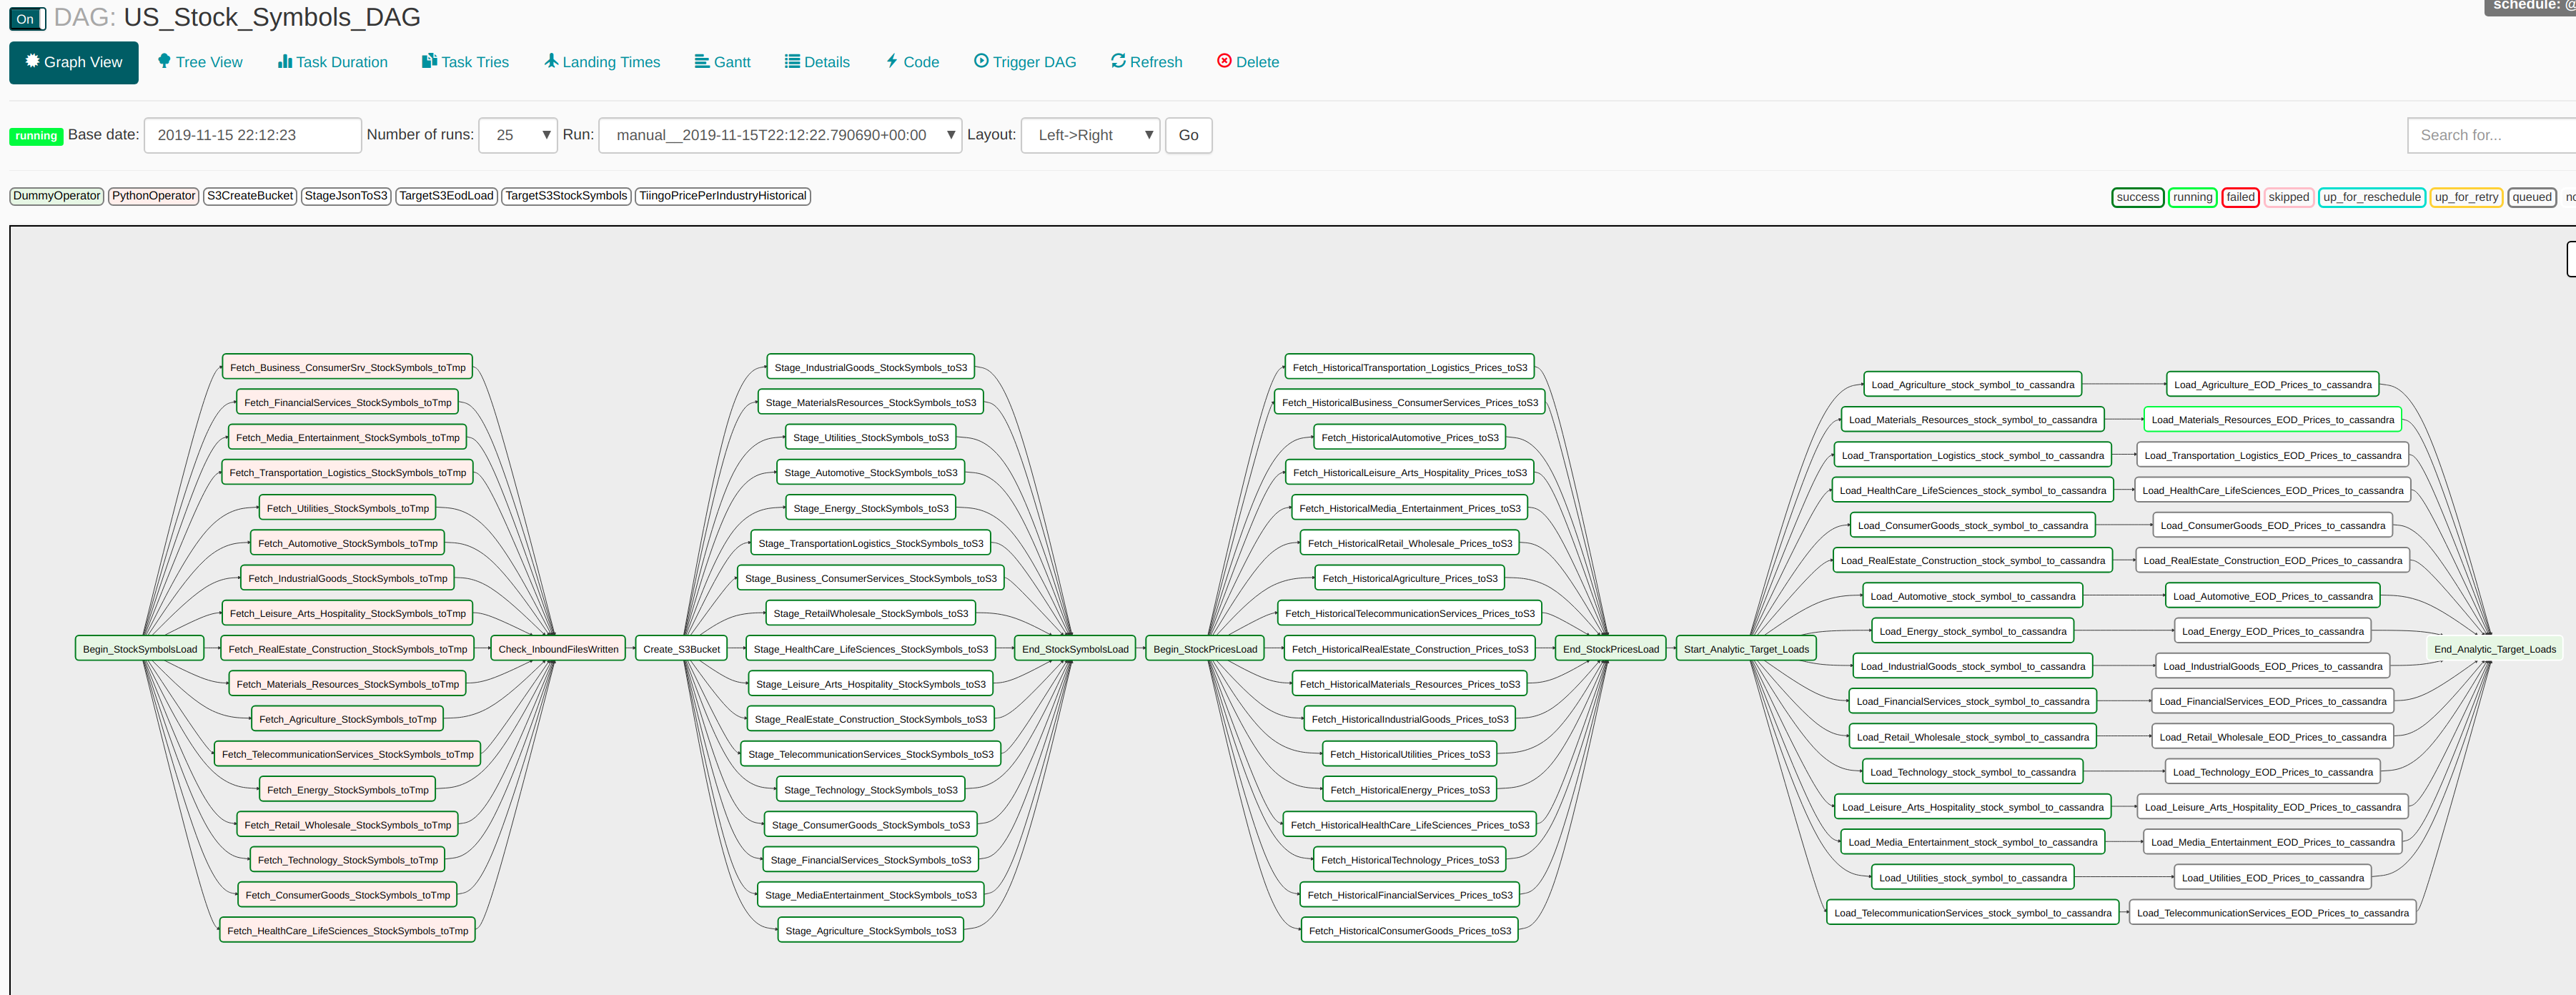 On DAG: US_Stock_Symbols_DAG
schedule: @
Graph View Tree View Task Duration Task Tries Landing Times Gantt Details Code Trigger DAG Refresh Delete
running Base date: 2019-11-15 22:12:23 Number of runs: 25 Run: manual__2019-11-15T22:12:22.790690+00:00 Layout: Left->Right Go Search for...
DummyOperator PythonOperator S3CreateBucket StageJsonToS3 TargetS3EodLoad TargetS3StockSymbols TiingoPricePerIndustryHistorical
success running failed skipped up_for_reschedule up_for_retry queued no
Begin_StockSymbolsLoad
Fetch_Business_ConsumerSrv_StockSymbols_toTmp
Fetch_FinancialServices_StockSymbols_toTmp
Fetch_Media_Entertainment_StockSymbols_toTmp
Fetch_Transportation_Logistics_StockSymbols_toTmp
Fetch_Utilities_StockSymbols_toTmp
Fetch_Automotive_StockSymbols_toTmp
Fetch_IndustrialGoods_StockSymbols_toTmp
Fetch_Leisure_Arts_Hospitality_StockSymbols_toTmp
Fetch_RealEstate_Construction_StockSymbols_toTmp
Fetch_Materials_Resources_StockSymbols_toTmp
Fetch_Agriculture_StockSymbols_toTmp
Fetch_TelecommunicationServices_StockSymbols_toTmp
Fetch_Energy_StockSymbols_toTmp
Fetch_Retail_Wholesale_StockSymbols_toTmp
Fetch_Technology_StockSymbols_toTmp
Fetch_ConsumerGoods_StockSymbols_toTmp
Fetch_HealthCare_LifeSciences_StockSymbols_toTmp
Check_InboundFilesWritten
Create_S3Bucket
Stage_IndustrialGoods_StockSymbols_toS3
Stage_MaterialsResources_StockSymbols_toS3
Stage_Utilities_StockSymbols_toS3
Stage_Automotive_StockSymbols_toS3
Stage_Energy_StockSymbols_toS3
Stage_TransportationLogistics_StockSymbols_toS3
Stage_Business_ConsumerServices_StockSymbols_toS3
Stage_RetailWholesale_StockSymbols_toS3
Stage_HealthCare_LifeSciences_StockSymbols_toS3
Stage_Leisure_Arts_Hospitality_StockSymbols_toS3
Stage_RealEstate_Construction_StockSymbols_toS3
Stage_TelecommunicationServices_StockSymbols_toS3
Stage_Technology_StockSymbols_toS3
Stage_ConsumerGoods_StockSymbols_toS3
Stage_FinancialServices_StockSymbols_toS3
Stage_MediaEntertainment_StockSymbols_toS3
Stage_Agriculture_StockSymbols_toS3
End_StockSymbolsLoad
Begin_StockPricesLoad
Fetch_HistoricalTransportation_Logistics_Prices_toS3
Fetch_HistoricalBusiness_ConsumerServices_Prices_toS3
Fetch_HistoricalAutomotive_Prices_toS3
Fetch_HistoricalLeisure_Arts_Hospitality_Prices_toS3
Fetch_HistoricalMedia_Entertainment_Prices_toS3
Fetch_HistoricalRetail_Wholesale_Prices_toS3
Fetch_HistoricalAgriculture_Prices_toS3
Fetch_HistoricalTelecommunicationServices_Prices_toS3
Fetch_HistoricalRealEstate_Construction_Prices_toS3
Fetch_HistoricalMaterials_Resources_Prices_toS3
Fetch_HistoricalIndustrialGoods_Prices_toS3
Fetch_HistoricalUtilities_Prices_toS3
Fetch_HistoricalEnergy_Prices_toS3
Fetch_HistoricalHealthCare_LifeSciences_Prices_toS3
Fetch_HistoricalTechnology_Prices_toS3
Fetch_HistoricalFinancialServices_Prices_toS3
Fetch_HistoricalConsumerGoods_Prices_toS3
End_StockPricesLoad
Start_Analytic_Target_Loads
Load_Agriculture_stock_symbol_to_cassandra
Load_Materials_Resources_stock_symbol_to_cassandra
Load_Transportation_Logistics_stock_symbol_to_cassandra
Load_HealthCare_LifeSciences_stock_symbol_to_cassandra
Load_ConsumerGoods_stock_symbol_to_cassandra
Load_RealEstate_Construction_stock_symbol_to_cassandra
Load_Automotive_stock_symbol_to_cassandra
Load_Energy_stock_symbol_to_cassandra
Load_IndustrialGoods_stock_symbol_to_cassandra
Load_FinancialServices_stock_symbol_to_cassandra
Load_Retail_Wholesale_stock_symbol_to_cassandra
Load_Technology_stock_symbol_to_cassandra
Load_Leisure_Arts_Hospitality_stock_symbol_to_cassandra
Load_Media_Entertainment_stock_symbol_to_cassandra
Load_Utilities_stock_symbol_to_cassandra
Load_TelecommunicationServices_stock_symbol_to_cassandra
Load_Agriculture_EOD_Prices_to_cassandra
Load_Materials_Resources_EOD_Prices_to_cassandra
Load_Transportation_Logistics_EOD_Prices_to_cassandra
Load_HealthCare_LifeSciences_EOD_Prices_to_cassandra
Load_ConsumerGoods_EOD_Prices_to_cassandra
Load_RealEstate_Construction_EOD_Prices_to_cassandra
Load_Automotive_EOD_Prices_to_cassandra
Load_Energy_EOD_Prices_to_cassandra
Load_IndustrialGoods_EOD_Prices_to_cassandra
Load_FinancialServices_EOD_Prices_to_cassandra
Load_Retail_Wholesale_EOD_Prices_to_cassandra
Load_Technology_EOD_Prices_to_cassandra
Load_Leisure_Arts_Hospitality_EOD_Prices_to_cassandra
Load_Media_Entertainment_EOD_Prices_to_cassandra
Load_Utilities_EOD_Prices_to_cassandra
Load_TelecommunicationServices_EOD_Prices_to_cassandra
End_Analytic_Target_Loads